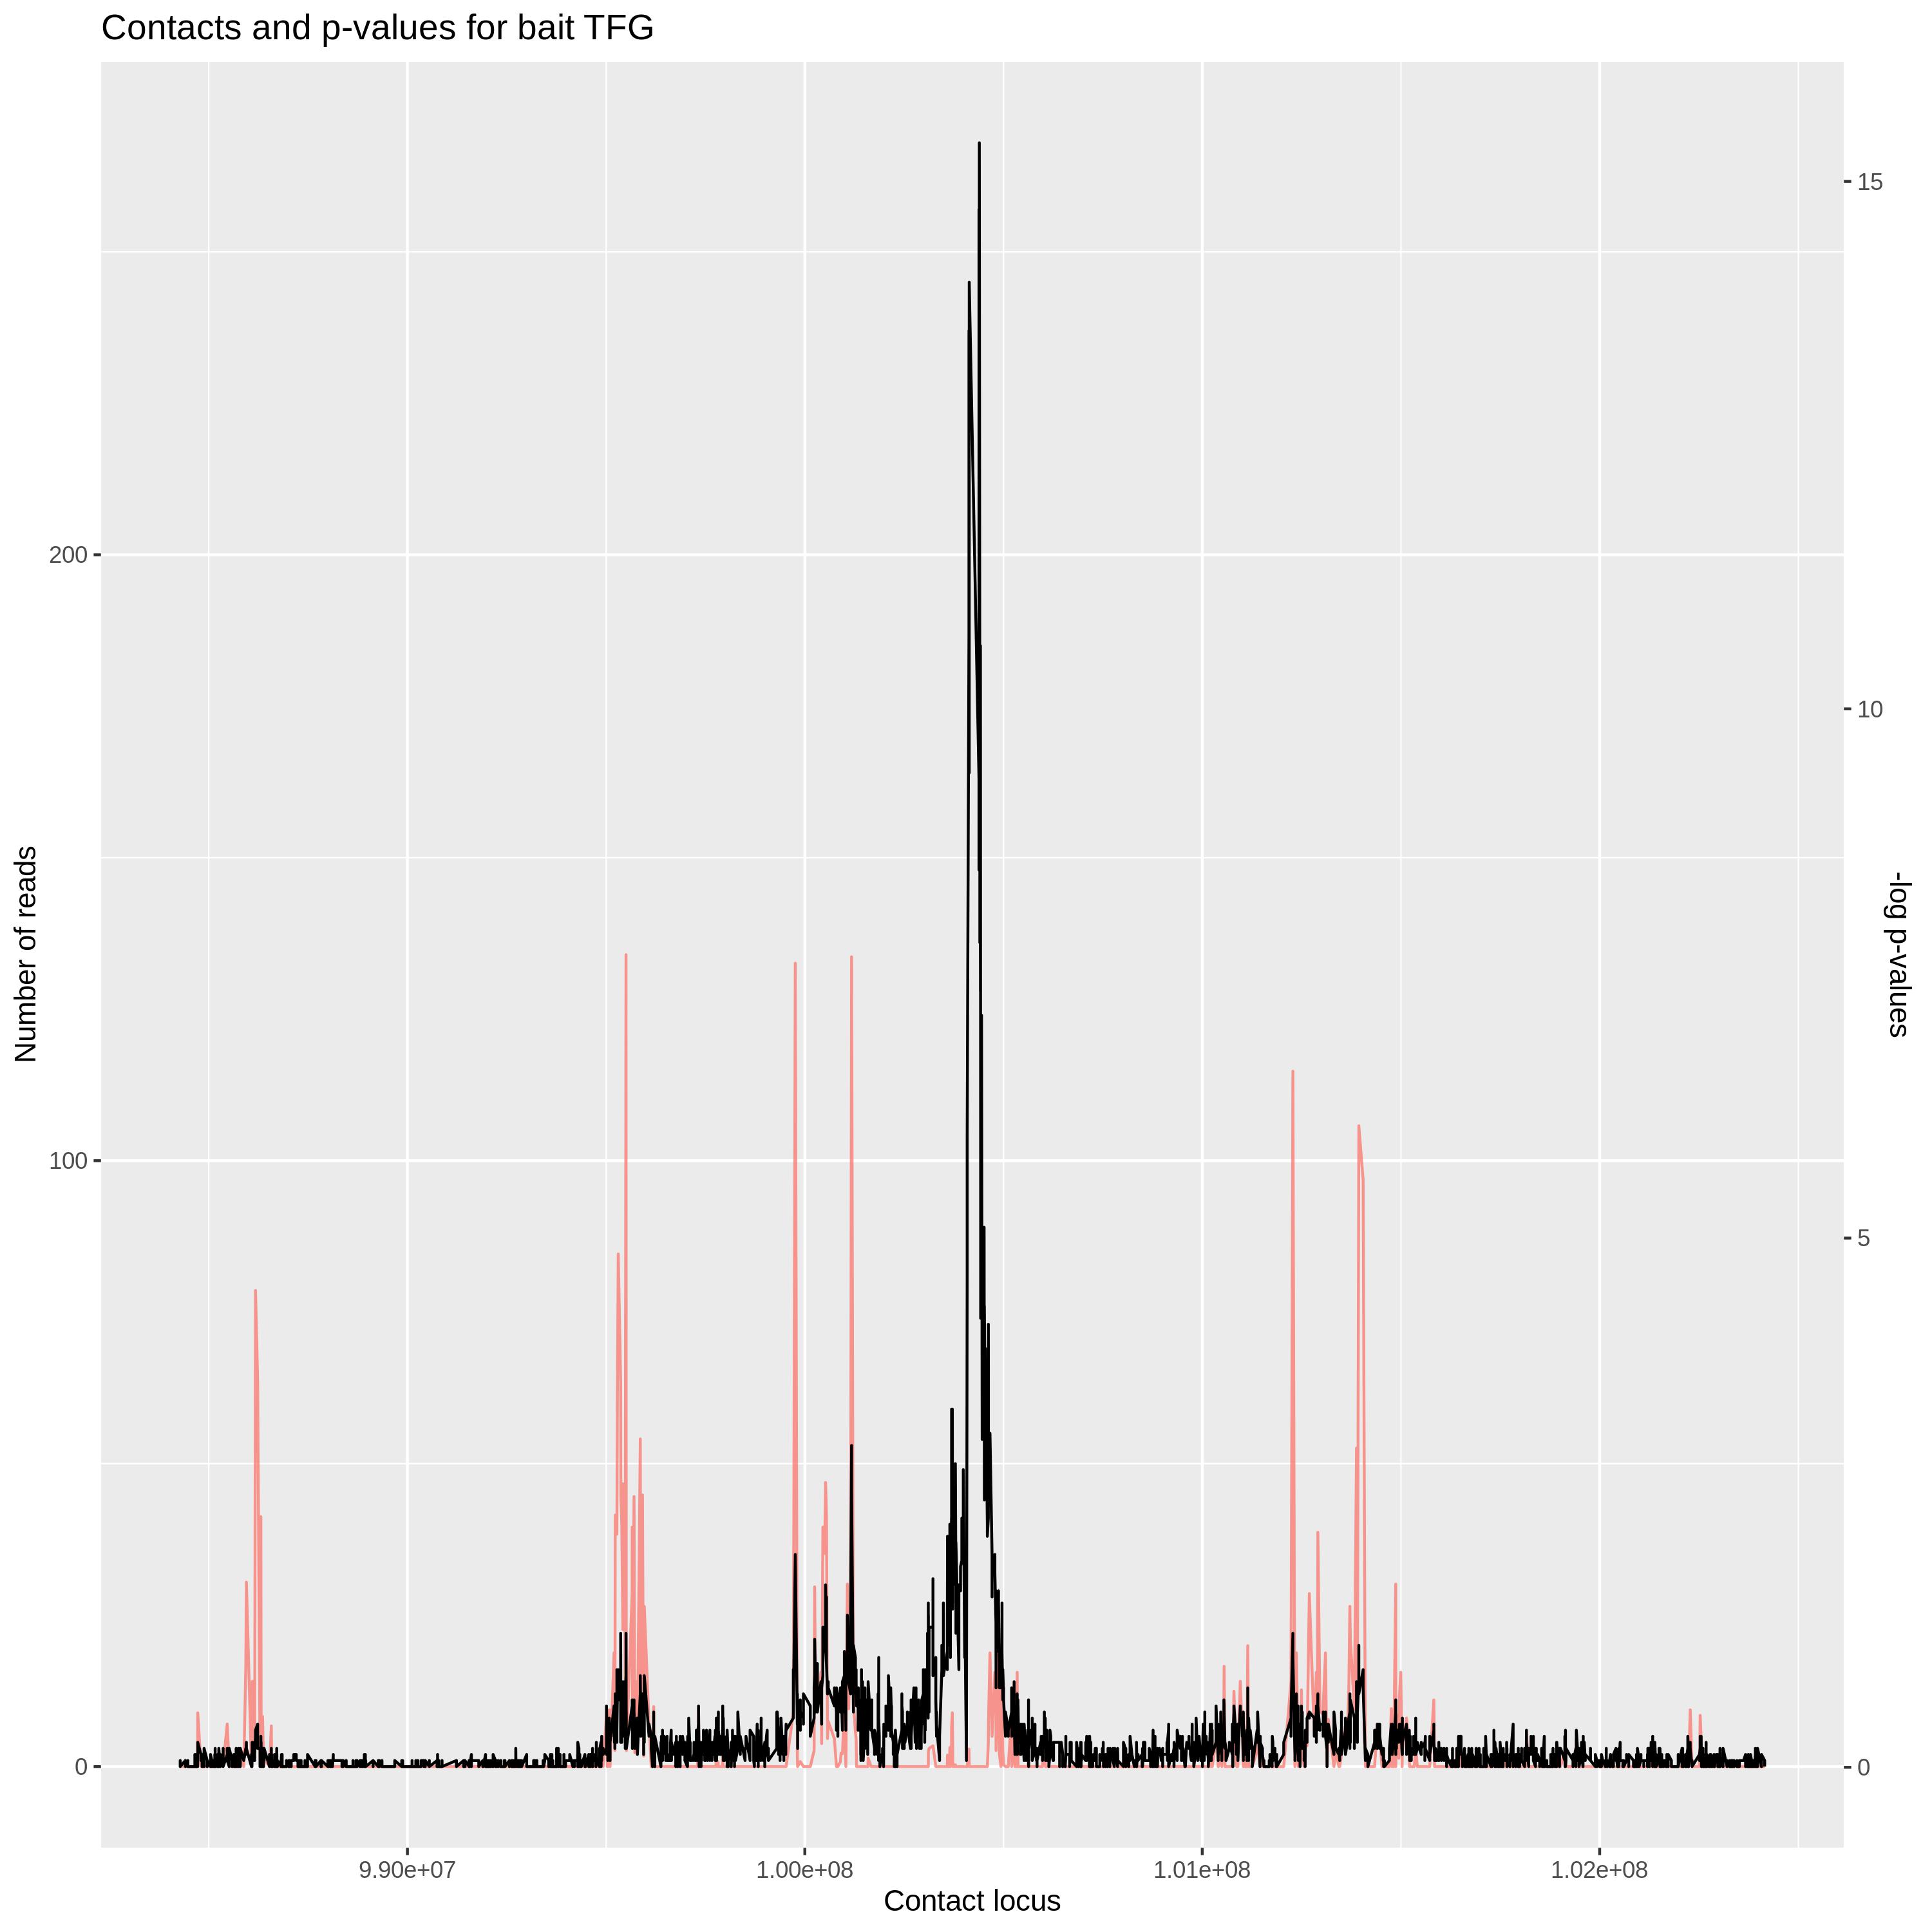 Contacts and p-values for bait TFG
Number of reads
200
100
0
15
10
5
0
-log p-values
9.90e+07
1.00e+08
1.01e+08
1.02e+08
Contact locus